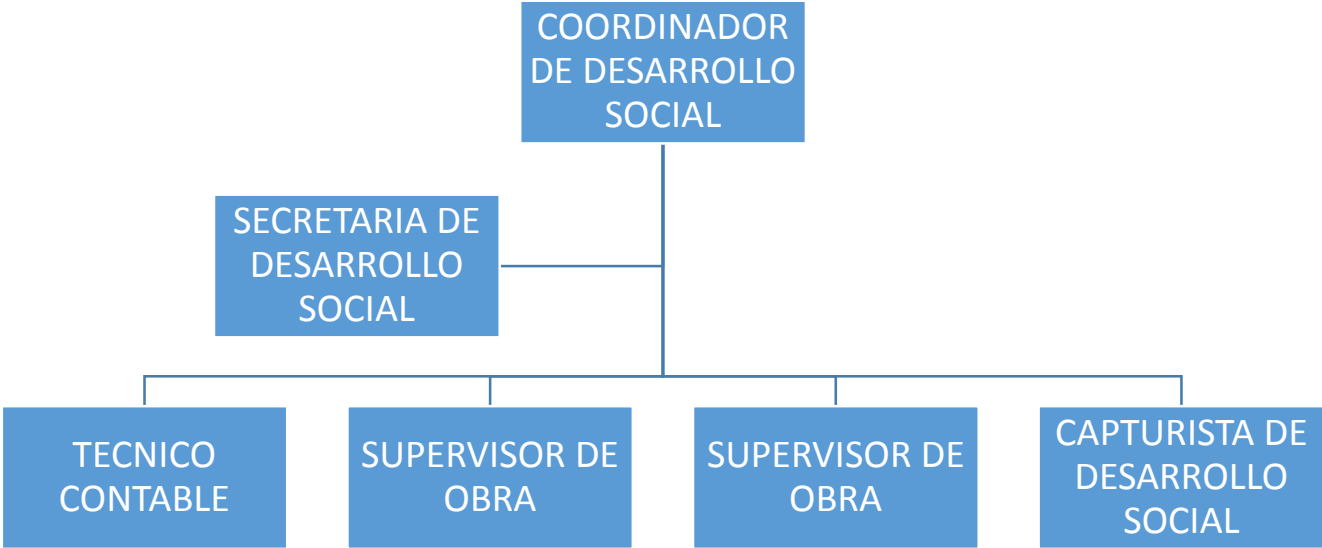 COORDINADOR
DE DESARROLLO
SOCIAL
SECRETARIA DE
DESARROLLO
SOCIAL
TECNICO
CONTABLE
SUPERVISOR DE
OBRA
SUPERVISOR DE
OBRA
CAPTURISTA DE
DESARROLLO
SOCIAL